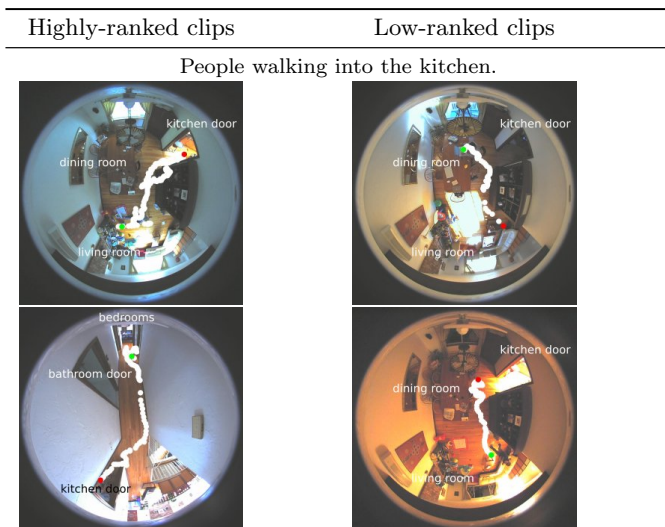 Highly-ranked clips Low-ranked clips
People walking into the kitchen.
kitchen door
dining room
living room
kitchen door
dining room
living room
bedrooms
bathroom door
kitchen door
kitchen door
dining room
living room